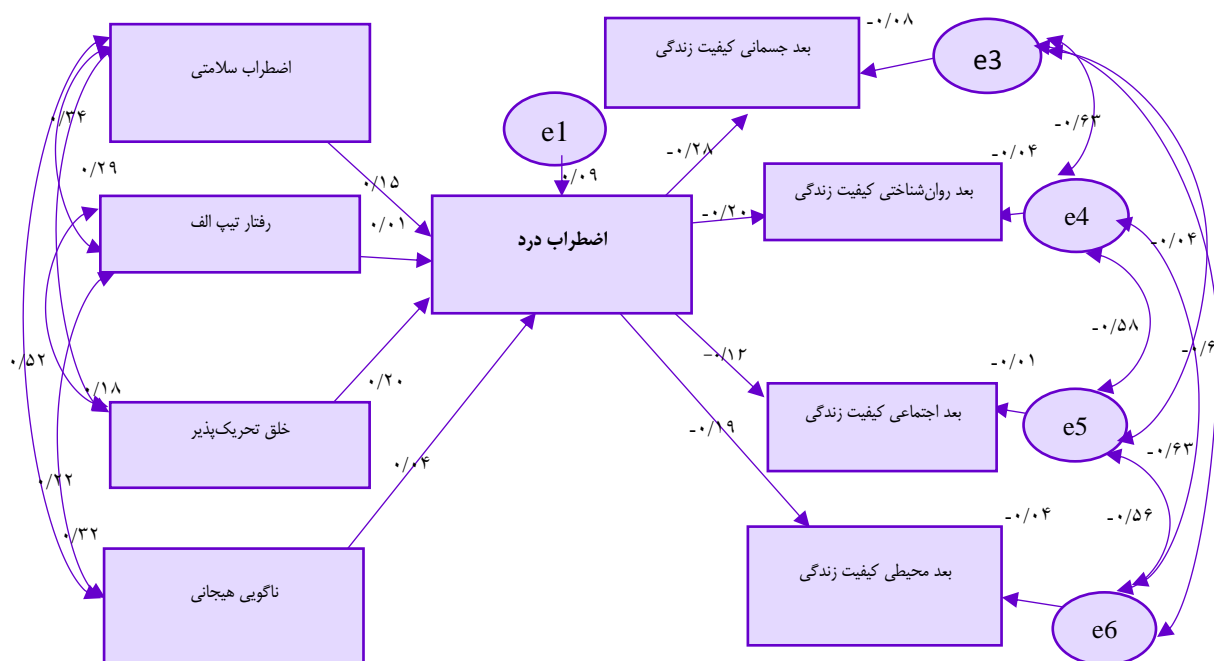 اضطراب سلامتی
رفتار تیپ الف
خلق تحریک‌پذیر
ناگویی هیجانی
۰/۳۴
۰/۲۹
۰/۵۲
۰/۱۸
۰/۲۲
۰/۳۲
۰/۱۵
۰/۰۱
۰/۲۰
۰/۰۴
e1
۰/۰۹
اضطراب درد
-۰/۲۸
-۰/۲۰
-۰/۱۲
-۰/۱۹
بعد جسمانی کیفیت زندگی
-۰/۰۸
e3
بعد روان‌شناختی کیفیت زندگی
-۰/۰۴
e4
بعد اجتماعی کیفیت زندگی
-۰/۰۱
e5
بعد محیطی کیفیت زندگی
-۰/۰۴
e6
-۰/۶۳
-۰/۰۴
-۰/۵۸
-۰/۶۳
-۰/۵۶